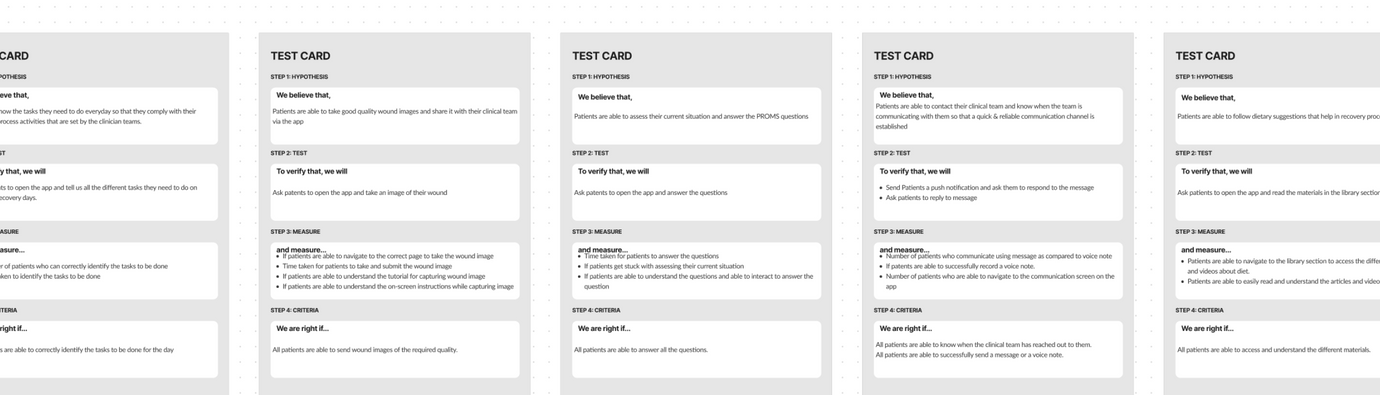 CARD
POTHESIS
eve that,
now the tasks they need to do everyday so that they comply with their
process activities that are set by the clinician teams.
ST
y that, we will
ts to open the app and tell us all the different tasks they need to do on
ecovery days.
ASURE
asure...
r of patients who can correctly identify the tasks to be done
aken to identify the tasks to be done
ITERIA
right if...
s are able to correctly identify the tasks to be done for the day
TEST CARD
STEP 1: HYPOTHESIS
We believe that,
Patients are able to take good quality wound images and share it with their clinical team
via the app
STEP 2: TEST
To verify that, we will
Ask patents to open the app and take an image of their wound
STEP 3: MEASURE
and measure...
If patients are able to navigate to the correct page to take the wound image
Time taken for patients to take and submit the wound image
If patients are able to understand the tutorial for capturing wound image
If patients are able to understand the on-screen instructions while capturing image
STEP 4: CRITERIA
We are right if...
All patients are able to send wound images of the required quality.
TEST CARD
STEP 1: HYPOTHESIS
We believe that,
Patients are able to assess their current situation and answer the PROMS questions
STEP 2: TEST
To verify that, we will
Ask patents to open the app and answer the questions
STEP 3: MEASURE
and measure...
Time taken for patients to answer the questions
If patients get stuck with assessing their current situation
If patients are able to understand the questions and able to interact to answer the
question
STEP 4: CRITERIA
We are right if...
All patients are able to answer all the questions.
TEST CARD
STEP 1: HYPOTHESIS
We believe that,
Patients are able to contact their clinical team and know when the team is
communicating with them so that a quick & reliable communication channel is
established
STEP 2: TEST
To verify that, we will
Send Patients a push notification and ask them to respond to the message
Ask patients to reply to message
STEP 3: MEASURE
and measure...
Number of patients who communicate using message as compared to voice note
If patents are able to successfully record a voice note.
Number of patients who are able to navigate to the communication screen on the
app
STEP 4: CRITERIA
We are right if...
All patients are able to know when the clinical team has reached out to them.
All patients are able to successfully send a message or a voice note.
TEST CARD
STEP 1: HYPOTHESIS
We believe that,
Patients are able to follow dietary suggestions that help in recovery proc
STEP 2: TEST
To verify that, we will
Ask patients to open the app and read the materials in the library section
STEP 3: MEASURE
and measure...
Patients are able to navigate to the library section to access the diffe
and videos about diet.
Patients are able to easily read and understand the articles and video
STEP 4: CRITERIA
We are right if...
All patients are able to access and understand the different materials.